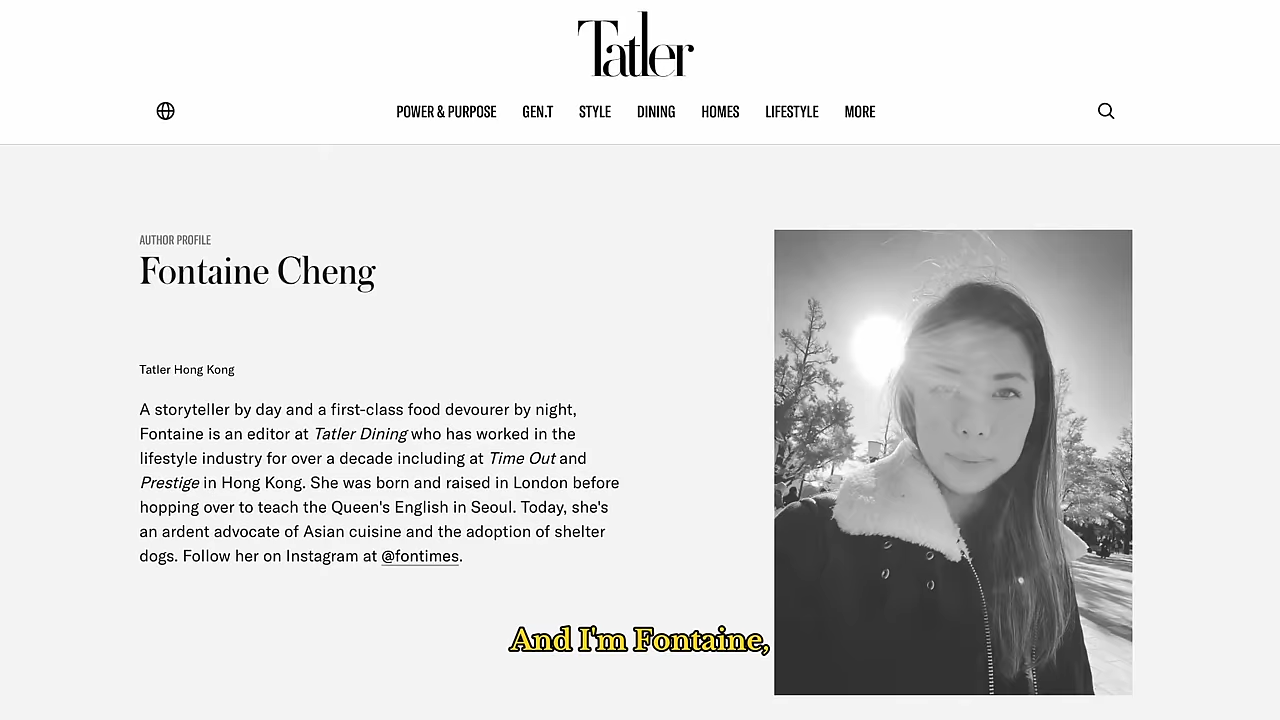 Tatler
POWER & PURPOSE GEN.T STYLE DINING HOMES LIFESTYLE MORE
AUTHOR PROFILE
Fontaine Cheng
Tatler Hong Kong
A storyteller by day and a first-class food devourer by night,
Fontaine is an editor at Tatler Dining who has worked in the
lifestyle industry for over a decade including at Time Out and
Prestige in Hong Kong. She was born and raised in London before
hopping over to teach the Queen's English in Seoul. Today, she's
an ardent advocate of Asian cuisine and the adoption of shelter
dogs. Follow her on Instagram at @fontimes.
And I'm Fontaine,